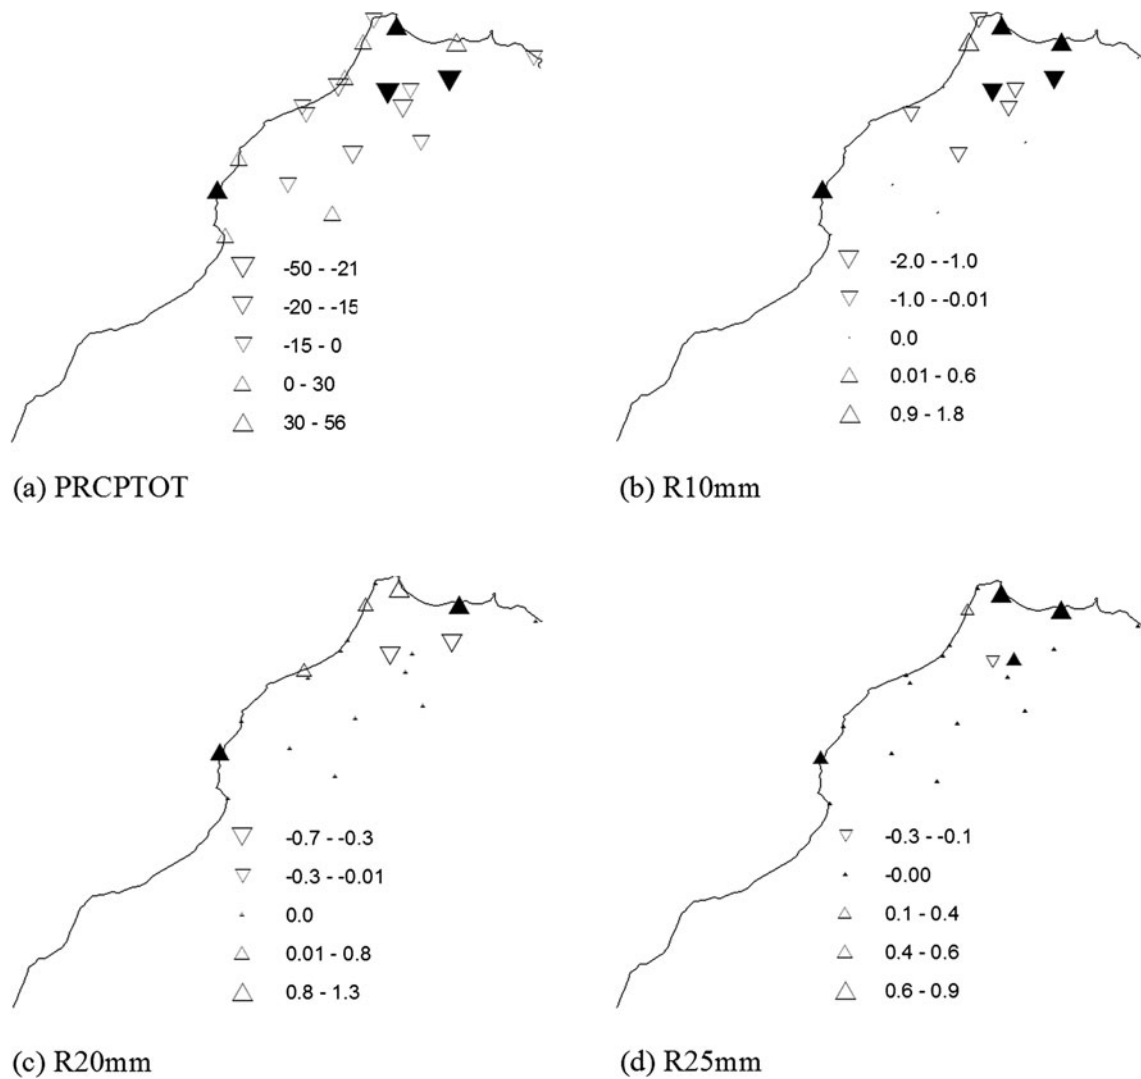 -50 - -21
-20 - -15
-15 - 0
0 - 30
30 - 56
(a) PRCPTOT
-2.0 - -1.0
-1.0 - -0.01
0.0
0.01 - 0.6
0.9 - 1.8
(b) R10mm
-0.7 - -0.3
-0.3 - -0.01
0.0
0.01 - 0.8
0.8 - 1.3
(c) R20mm
-0.3 - -0.1
-0.00
0.1 - 0.4
0.4 - 0.6
0.6 - 0.9
(d) R25mm